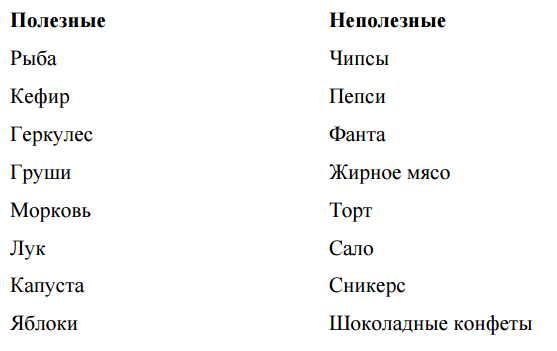 Полезные Неполезные
Рыба Чипсы
Кефир Пепси
Геркулес Фанта
Груши Жирное мясо
Морковь Торт
Лук Сало
Капуста Сникерс
Яблоки Шоколадные конфеты